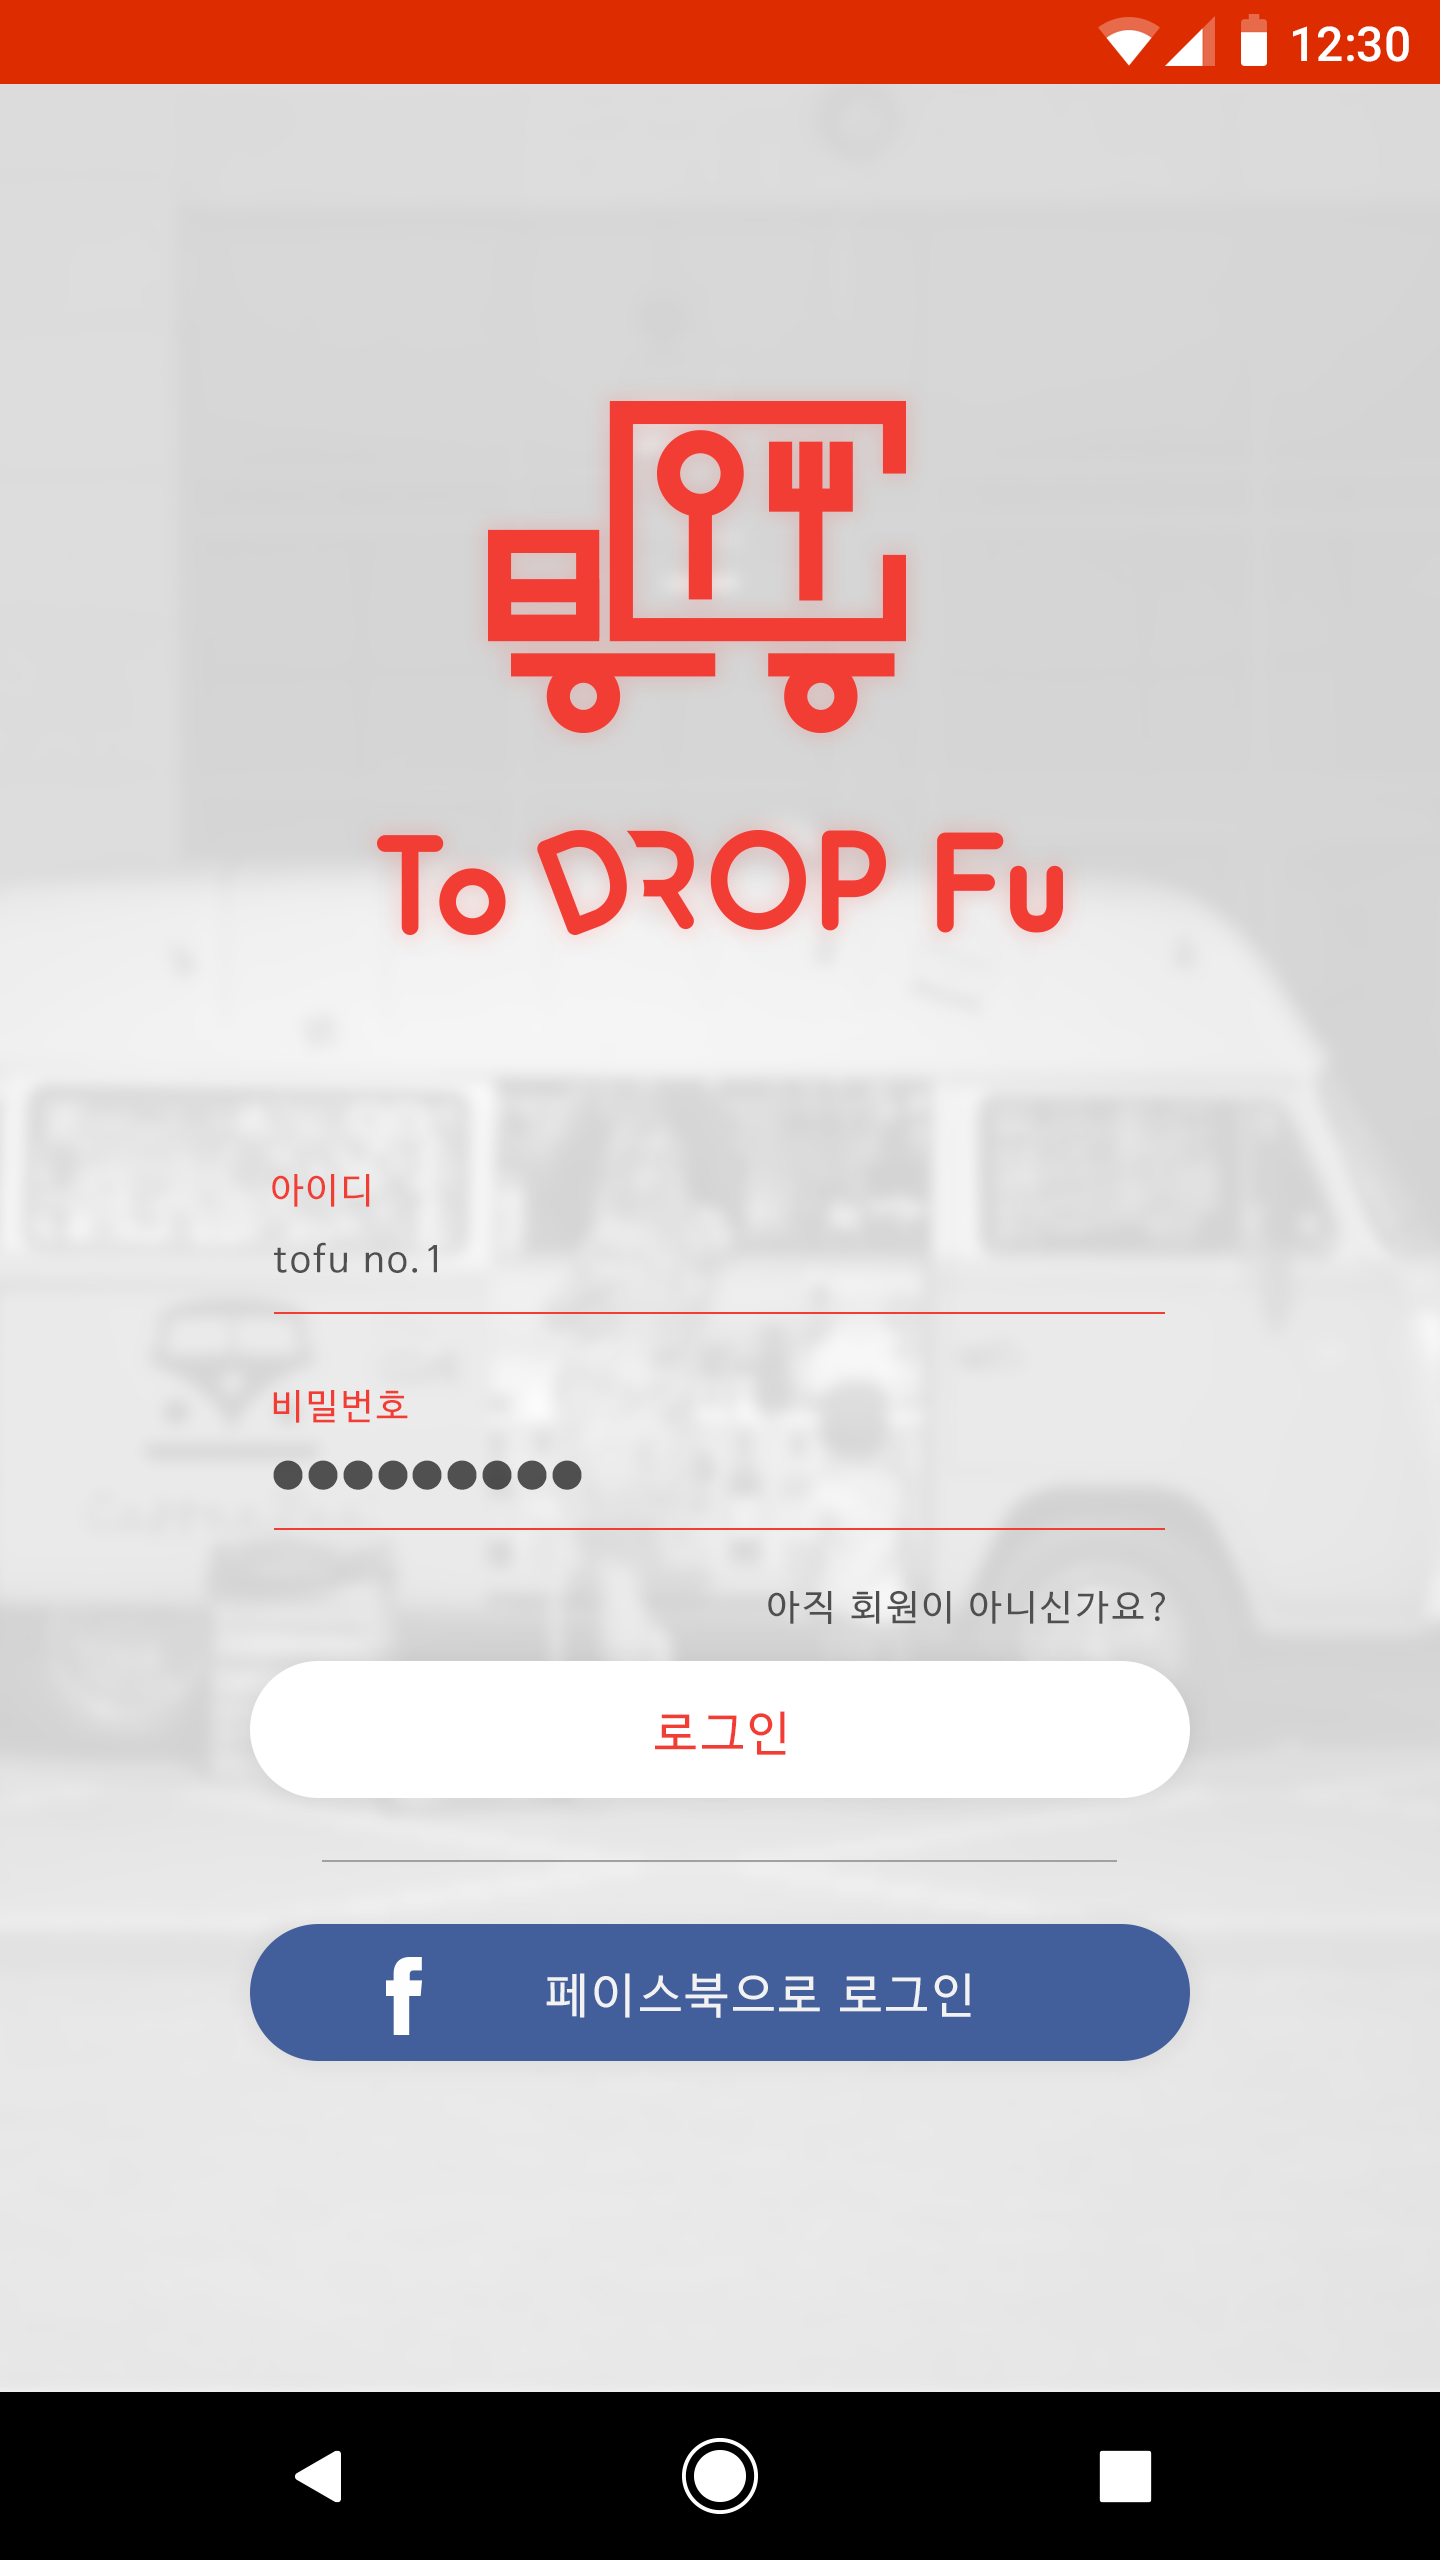 12:30
To DROP Fu
아이디
tofu no.1
비밀번호
●●●●●●●●●
아직 회원이 아니신가요?
로그인
f 페이스북으로 로그인